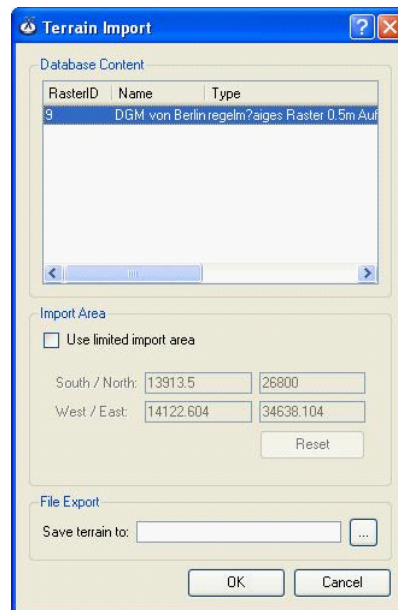 Terrain Import
Database Content
RasterID Name Type
9 DGM von Berlin regelm?aiges Raster 0.5m Auf
Import Area
Use limited import area
South / North: 13913.5 26800
West / East: 14122.604 34638.104
Reset
File Export
Save terrain to: ...
OK Cancel